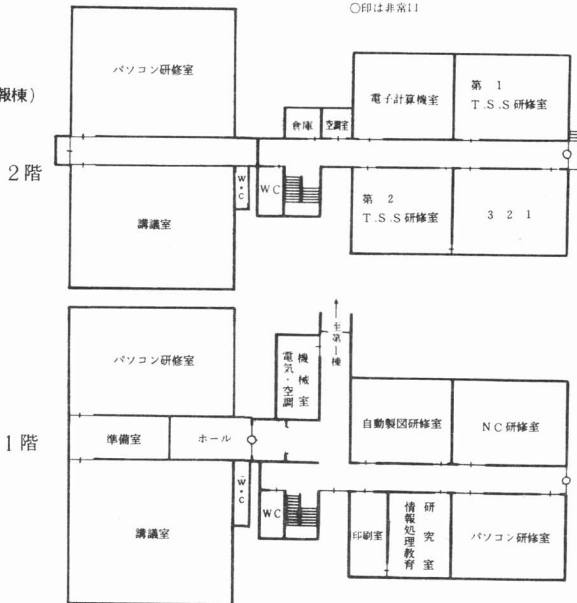 ○印は非常口
報棟）
2階
パソコン研修室
倉庫
空調室
電子計算機室
第1
T.S.S研修室
W・C
WC
講議室
第2
T.S.S研修室
321
1階
パソコン研修室
電気・空調
機械室
至第1棟
自動製図研修室
NC研修室
準備室
ホール
W・C
WC
講議室
印刷室
情報処理教育
研究室
パソコン研修室